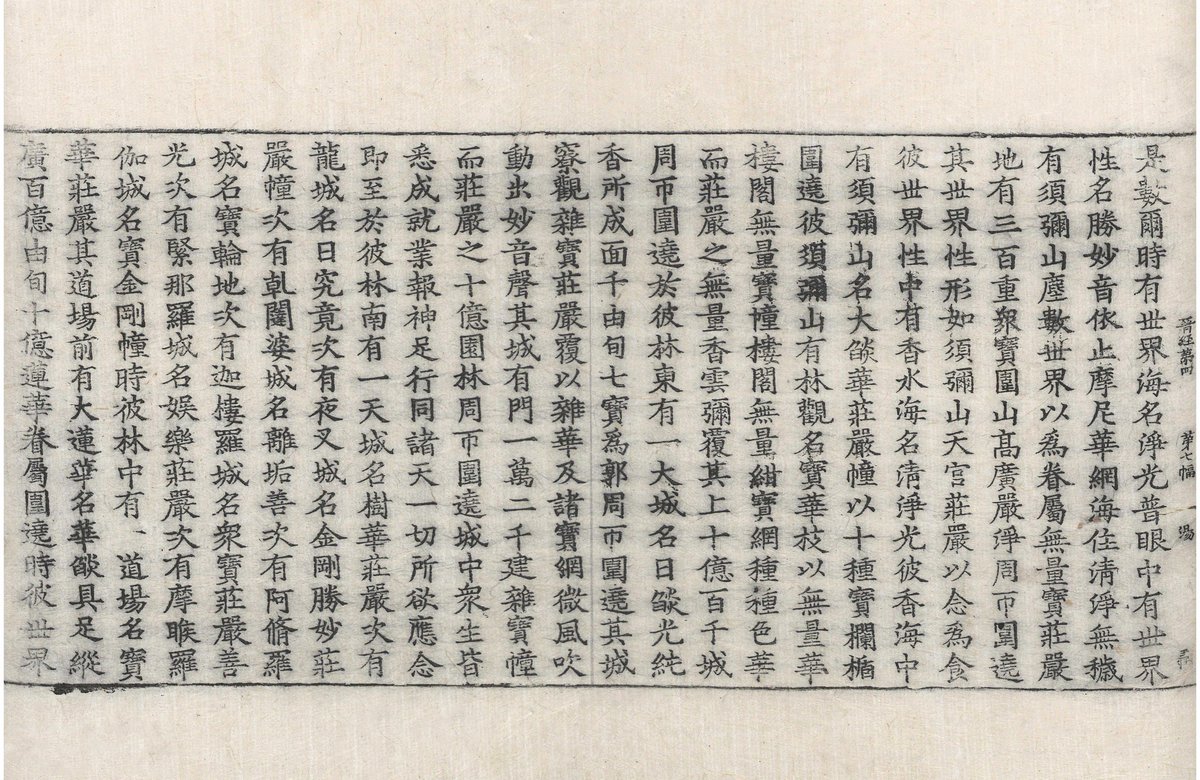 晉經第四　第七幅　場
是數爾時有世界海名淨光普眼中有世界
性名勝妙音依止摩尼華網海住清淨無穢
有須彌山塵數世界以爲眷屬無量寶莊嚴
地有三百重衆寶圍山髙廣嚴淨周帀圍遶
其世界性形如須彌山天宮莊嚴以念爲食
彼世界性中有香水海名清淨光彼香海中
有須彌山名大𦦨華莊嚴幢以十種寶欄楯
圍遶彼須彌山有林觀名寶華枝以無量華
樓閣無量寶幢樓閣無量紺寶網種種色華
而莊嚴之無量香雲彌覆其上十億百千城
周帀圍遶於彼林東有一大城名日𦦨光純
香所成面千由旬七寶爲郭周帀圍遶其城
寮觀雜寶莊嚴覆以雜華及諸寶網微風吹
動出妙音聲其城有門一萬二千建雜寶幢
而莊嚴之十億園林周帀圍遶城中衆生皆
悉成就業報神足行同諸天一切所欲應念
即至於彼林南有一天城名樹華莊嚴次有
龍城名日究竟次有夜叉城名金剛勝妙莊
嚴幢次有乹闥婆城名離垢善次有阿脩羅
城名寶輪地次有迦樓羅城名衆寶莊嚴善
光次有緊那羅城名娛樂莊嚴次有摩睺羅
伽城名寶金剛幢時彼林中有一道場名寶
華莊嚴其道場前有大蓮華名華𦦨具足縱
廣百億由旬十億蓮華眷屬圍遶時彼世界